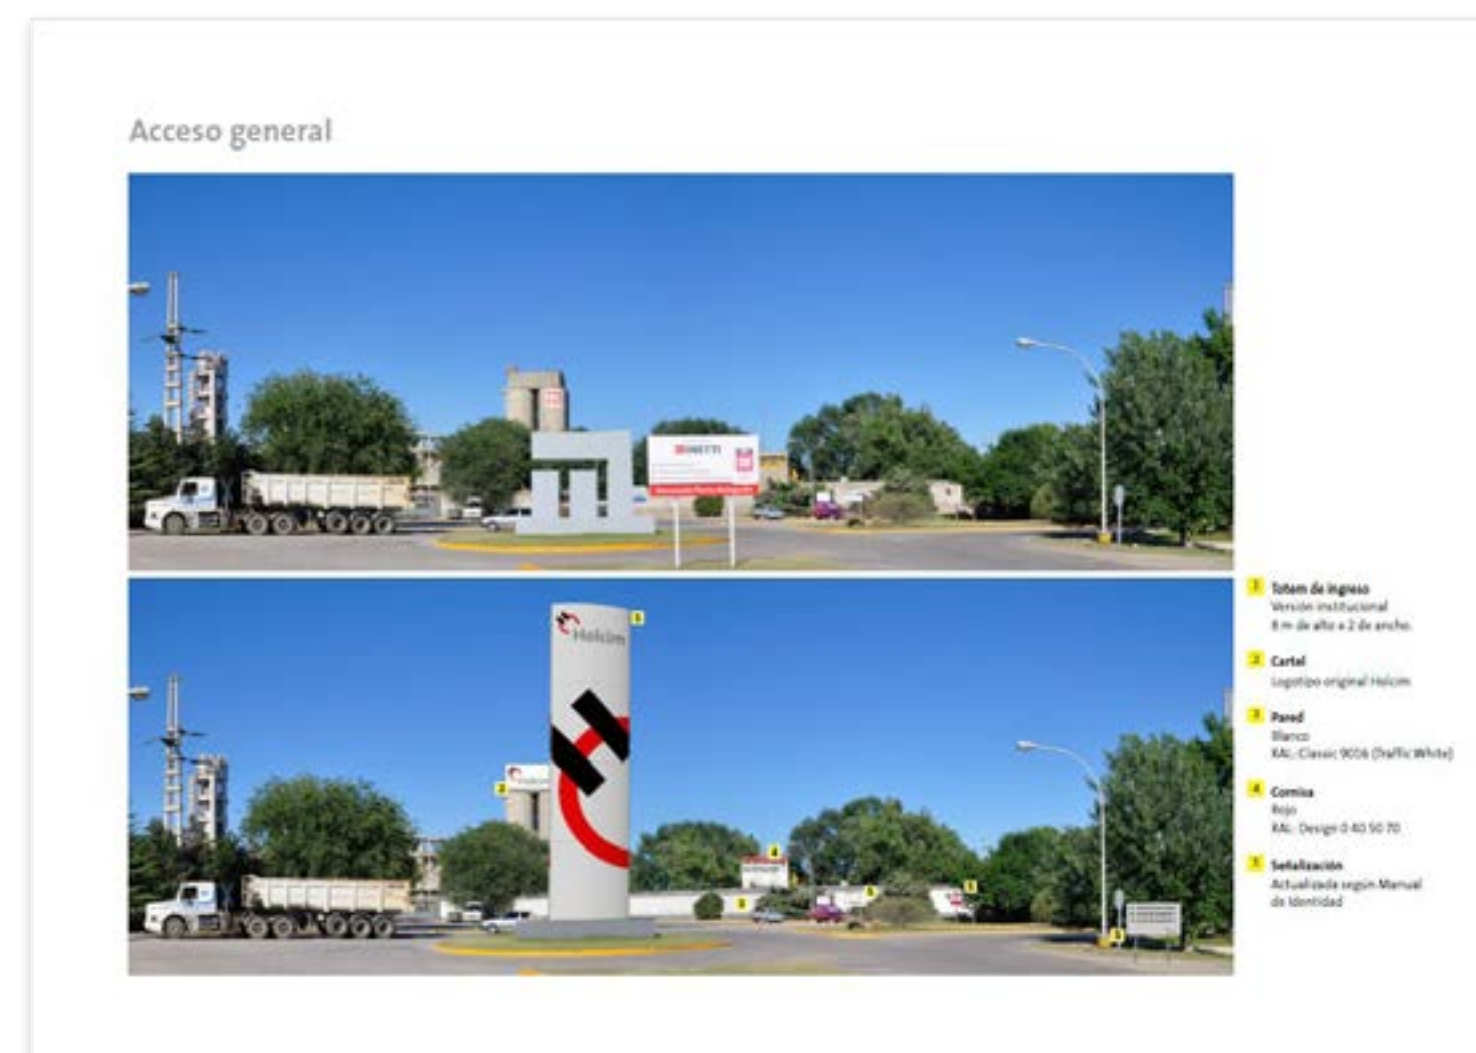 Acceso general
Holcim
1
Totem de ingreso
Versión institucional
8 m de alto x 2 de ancho.
2
Cartel
Logotipo original Holcim
3
Pared
Blanco
RAL: Classic 9016 (Traffic White)
4
Cornisa
Rojo
RAL: Design 0 40 50 70
5
Señalización
Actualizada según Manual
de Identidad